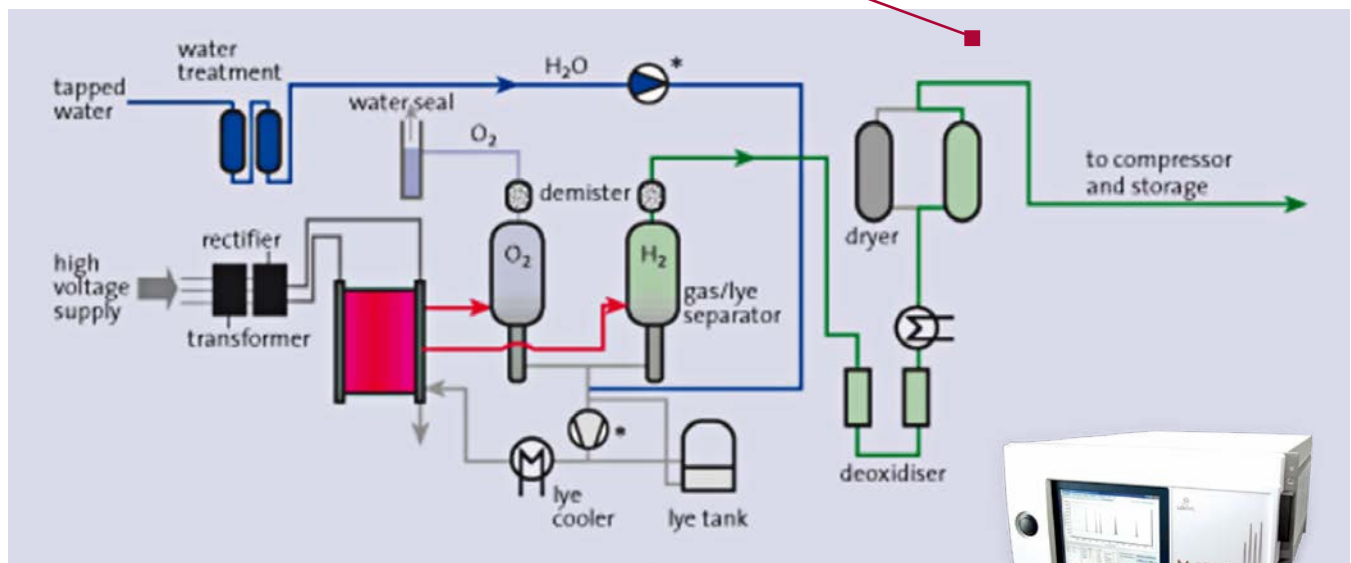 water
treatment
tapped
water
H₂O
*
water seal
O₂
demister
to compressor
and storage
rectifier
dryer
O₂
H₂
high
voltage
supply
gas/lye
separator
transformer
*
deoxidiser
lye
cooler
lye tank